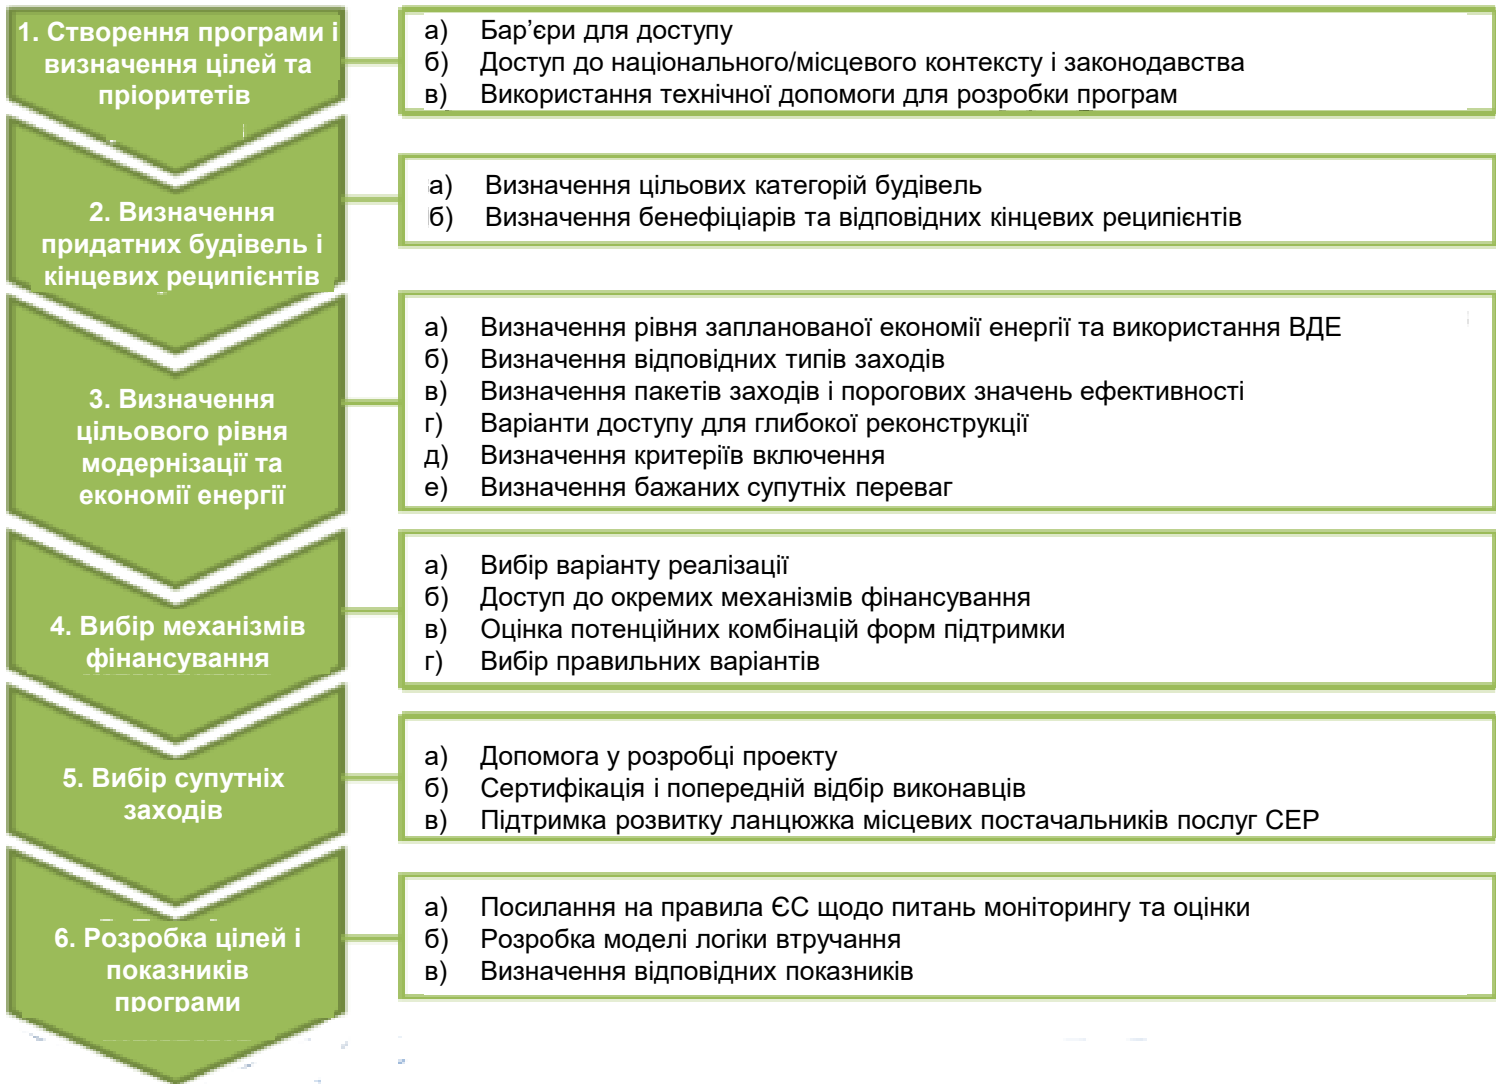 1. Створення програми і
визначення цілей та
пріоритетів
а) Бар’єри для доступу
б) Доступ до національного/місцевого контексту і законодавства
в) Використання технічної допомоги для розробки програм
2. Визначення
придатних будівель і
кінцевих реципієнтів
а) Визначення цільових категорій будівель
б) Визначення бенефіціарів та відповідних кінцевих реципієнтів
3. Визначення
цільового рівня
модернізації та
економії енергії
а) Визначення рівня запланованої економії енергії та використання ВДЕ
б) Визначення відповідних типів заходів
в) Визначення пакетів заходів і порогових значень ефективності
г) Варіанти доступу для глибокої реконструкції
д) Визначення критеріїв включення
е) Визначення бажаних супутніх переваг
4. Вибір механізмів
фінансування
а) Вибір варіанту реалізації
б) Доступ до окремих механізмів фінансування
в) Оцінка потенційних комбінацій форм підтримки
г) Вибір правильних варіантів
5. Вибір супутніх
заходів
а) Допомога у розробці проекту
б) Сертифікація і попередній відбір виконавців
в) Підтримка розвитку ланцюжка місцевих постачальників послуг СЕР
6. Розробка цілей і
показників
програми
а) Посилання на правила ЄС щодо питань моніторингу та оцінки
б) Розробка моделі логіки втручання
в) Визначення відповідних показників